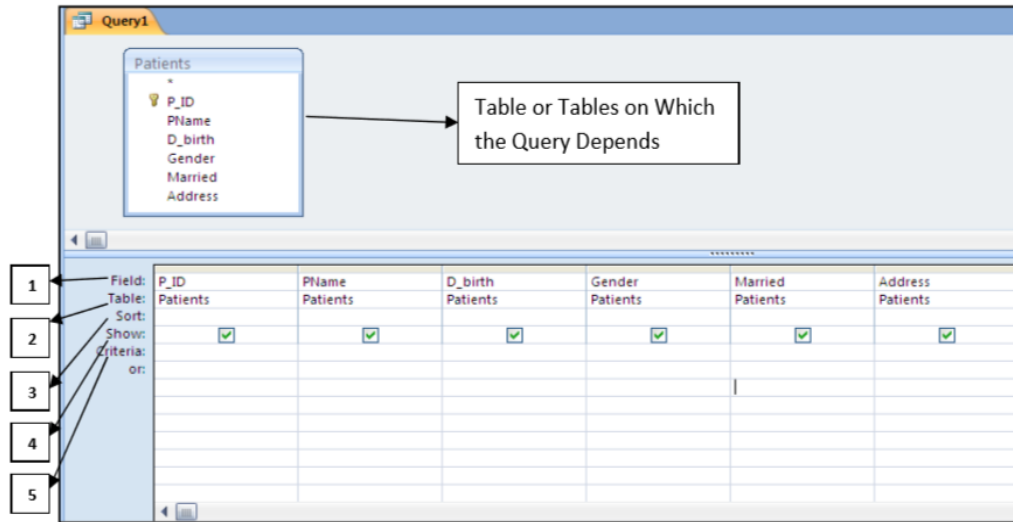 Query1
Patients
*
P_ID
PName
D_birth
Gender
Married
Address
Table or Tables on Which
the Query Depends
1
2
3
4
5
Field: P_ID PName D_birth Gender Married Address
Table: Patients Patients Patients Patients Patients Patients
Sort:
Show:
Criteria:
or: